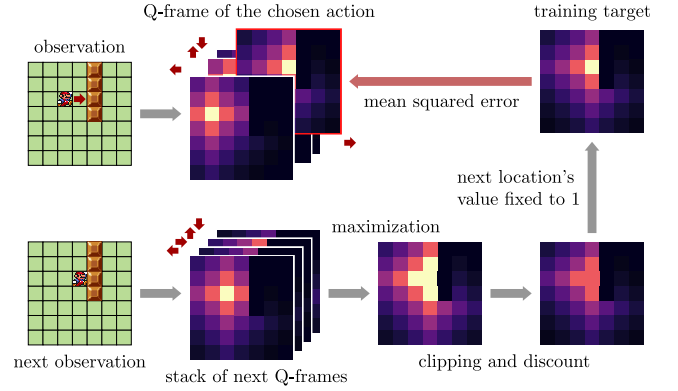 Q-frame of the chosen action
training target
observation
mean squared error
next location's
value fixed to 1
maximization
next observation
stack of next Q-frames
clipping and discount